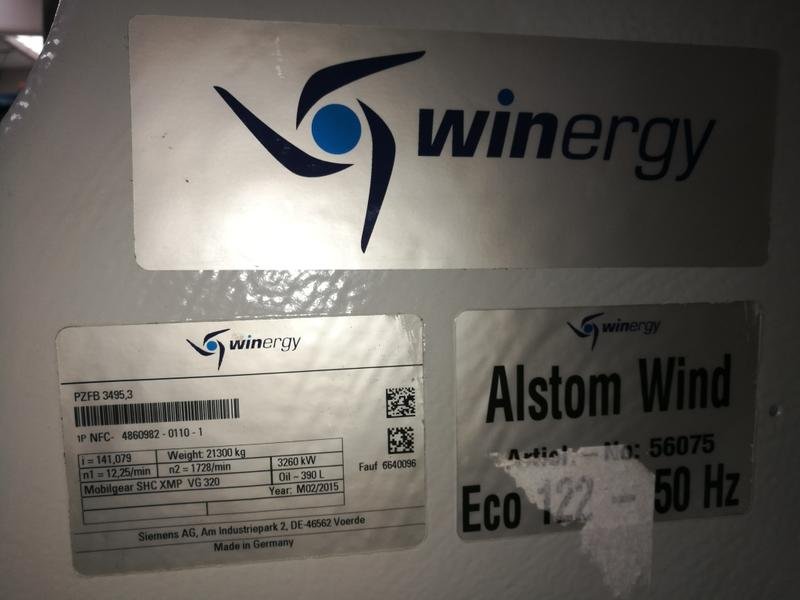 winergy
winergy
PZFB 3495,3
1P NFC- 4860982 - 0110 - 1
i = 141,079 Weight: 21300 kg
n1 = 12,25/min n2 = 1728/min 3260 kW
Mobilgear SHC XMP VG 320 Oil ~ 390 L
Year: M02/2015
Fauf 6640096
Siemens AG, Am Industriepark 2, DE-46562 Voerde
Made in Germany
winergy
Alstom Wind
No: 56075
Eco 122 - 50 Hz